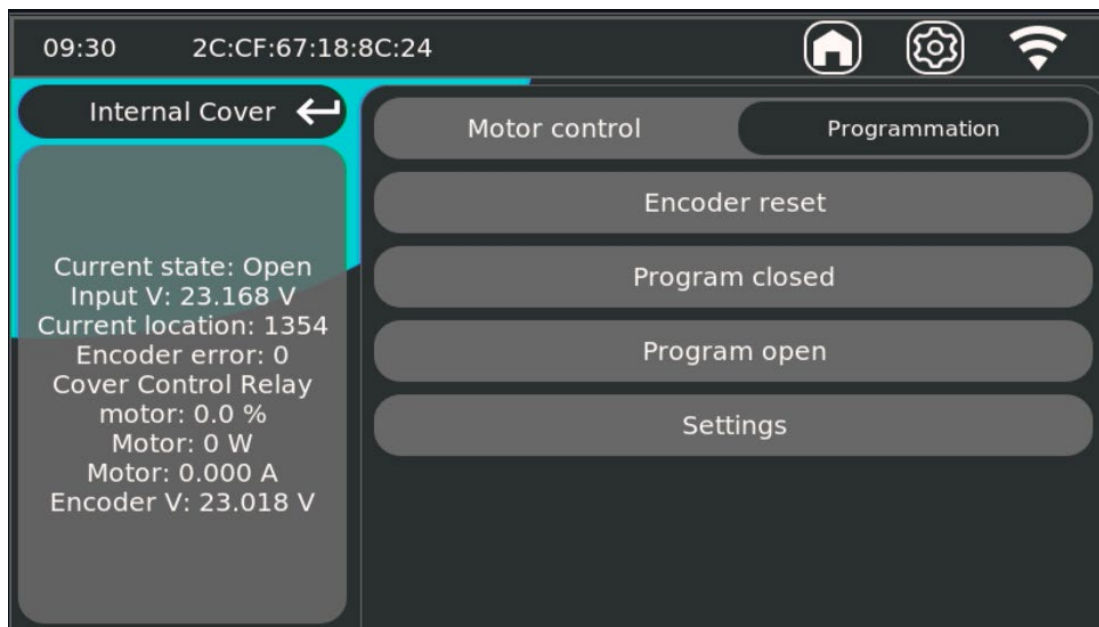 09:30 2C:CF:67:18:8C:24
Internal Cover
Current state: Open
Input V: 23.168 V
Current location: 1354
Encoder error: 0
Cover Control Relay
motor: 0.0 %
Motor: 0 W
Motor: 0.000 A
Encoder V: 23.018 V
Motor control Programmation
Encoder reset
Program closed
Program open
Settings